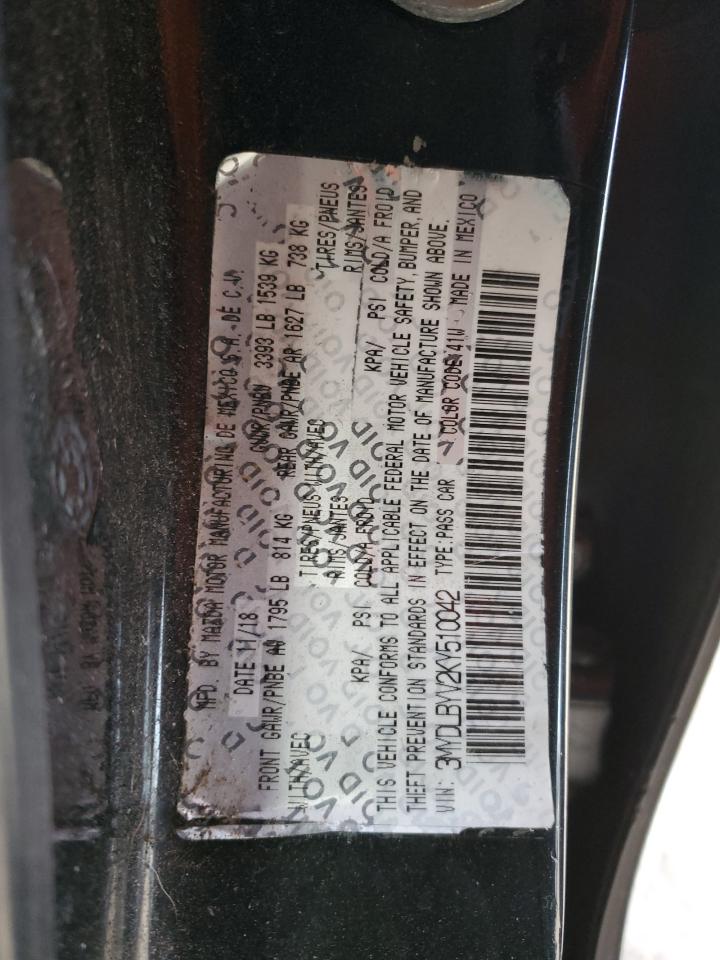 MFD. BY MAZDA MOTOR MANUFACTURING DE MEXICO S.A. DE C.V.
DATE 11/18 GVWR/PNBV 3393 LB 1539 KG
FRONT GAWR/PNBE AV 1795 LB 814 KG REAR GAWR/PNBE AR 1627 LB 738 KG
WITH/AVEC TIRES/PNEUS WITH/AVEC TIRES/PNEUS
RIMS/JANTES RIMS/JANTES
KPA/ PSI COLD/A FROID KPA/ PSI COLD/A FROID
THIS VEHICLE CONFORMS TO ALL APPLICABLE FEDERAL MOTOR VEHICLE SAFETY, BUMPER, AND
THEFT PREVENTION STANDARDS IN EFFECT ON THE DATE OF MANUFACTURE SHOWN ABOVE.
VIN: 3MYDLBYV2KY510042 TYPE:PASS CAR COLOR CODE:41W MADE IN MEXICO